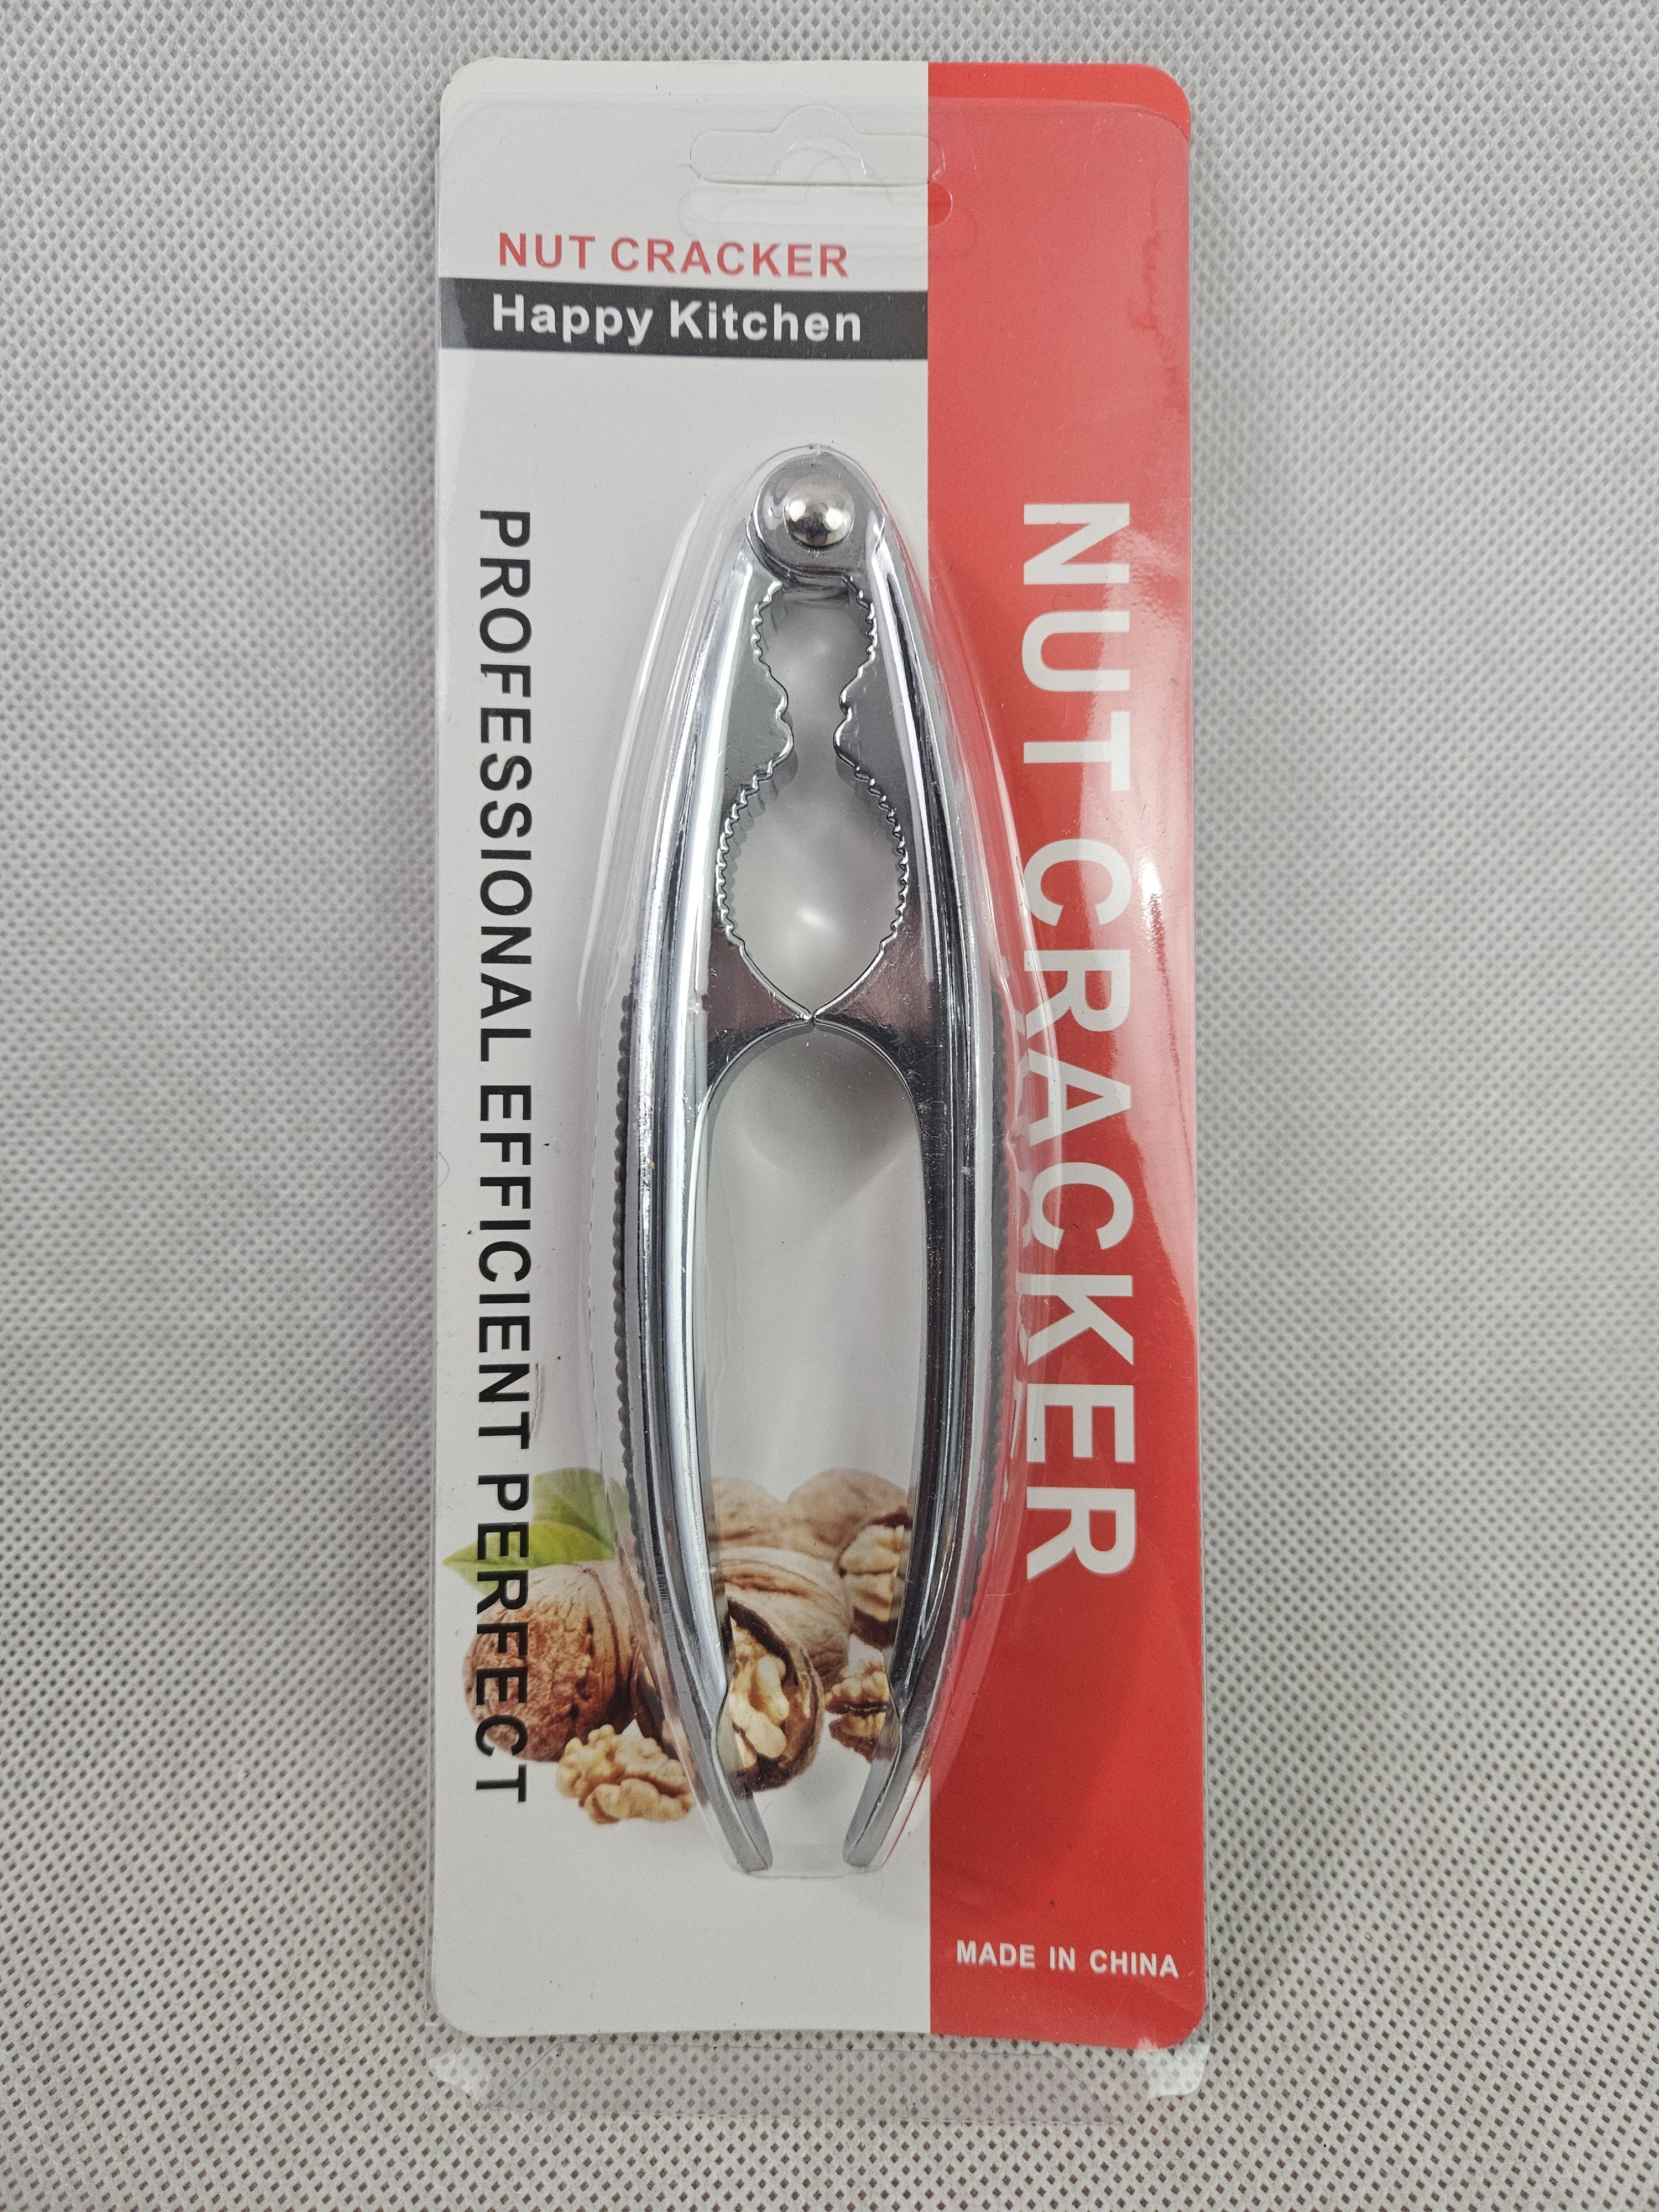 NUT CRACKER
Happy Kitchen
PROFESSIONAL EFFICIENT PERFECT
NUT CRACKER
MADE IN CHINA